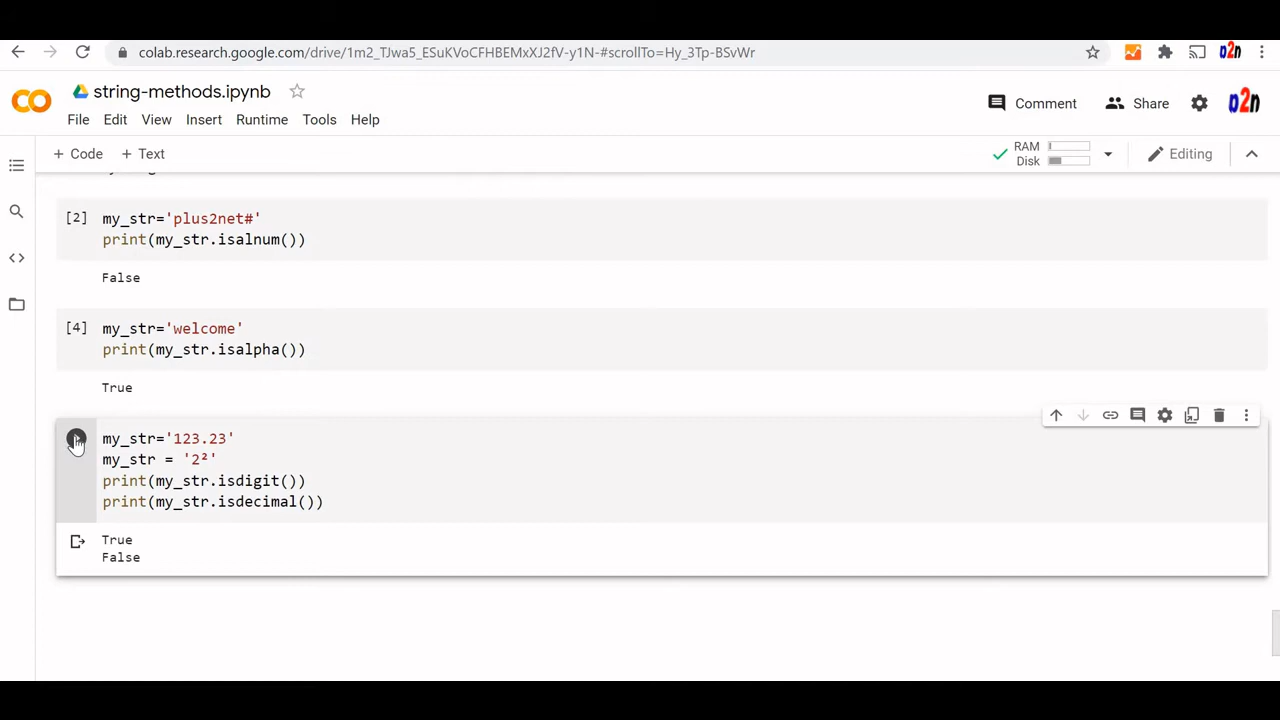 colab.research.google.com/drive/1m2_TJwa5_ESuKVoCFHBEMxXJ2fV-y1N-#scrollTo=Hy_3Tp-BSvWr
string-methods.ipynb
Comment Share
File Edit View Insert Runtime Tools Help
+ Code + Text
RAM
Disk
Editing
[2] my_str='plus2net#'
print(my_str.isalnum())
False
[4] my_str='welcome'
print(my_str.isalpha())
True
my_str='123.23'
my_str = '2²'
print(my_str.isdigit())
print(my_str.isdecimal())
True
False